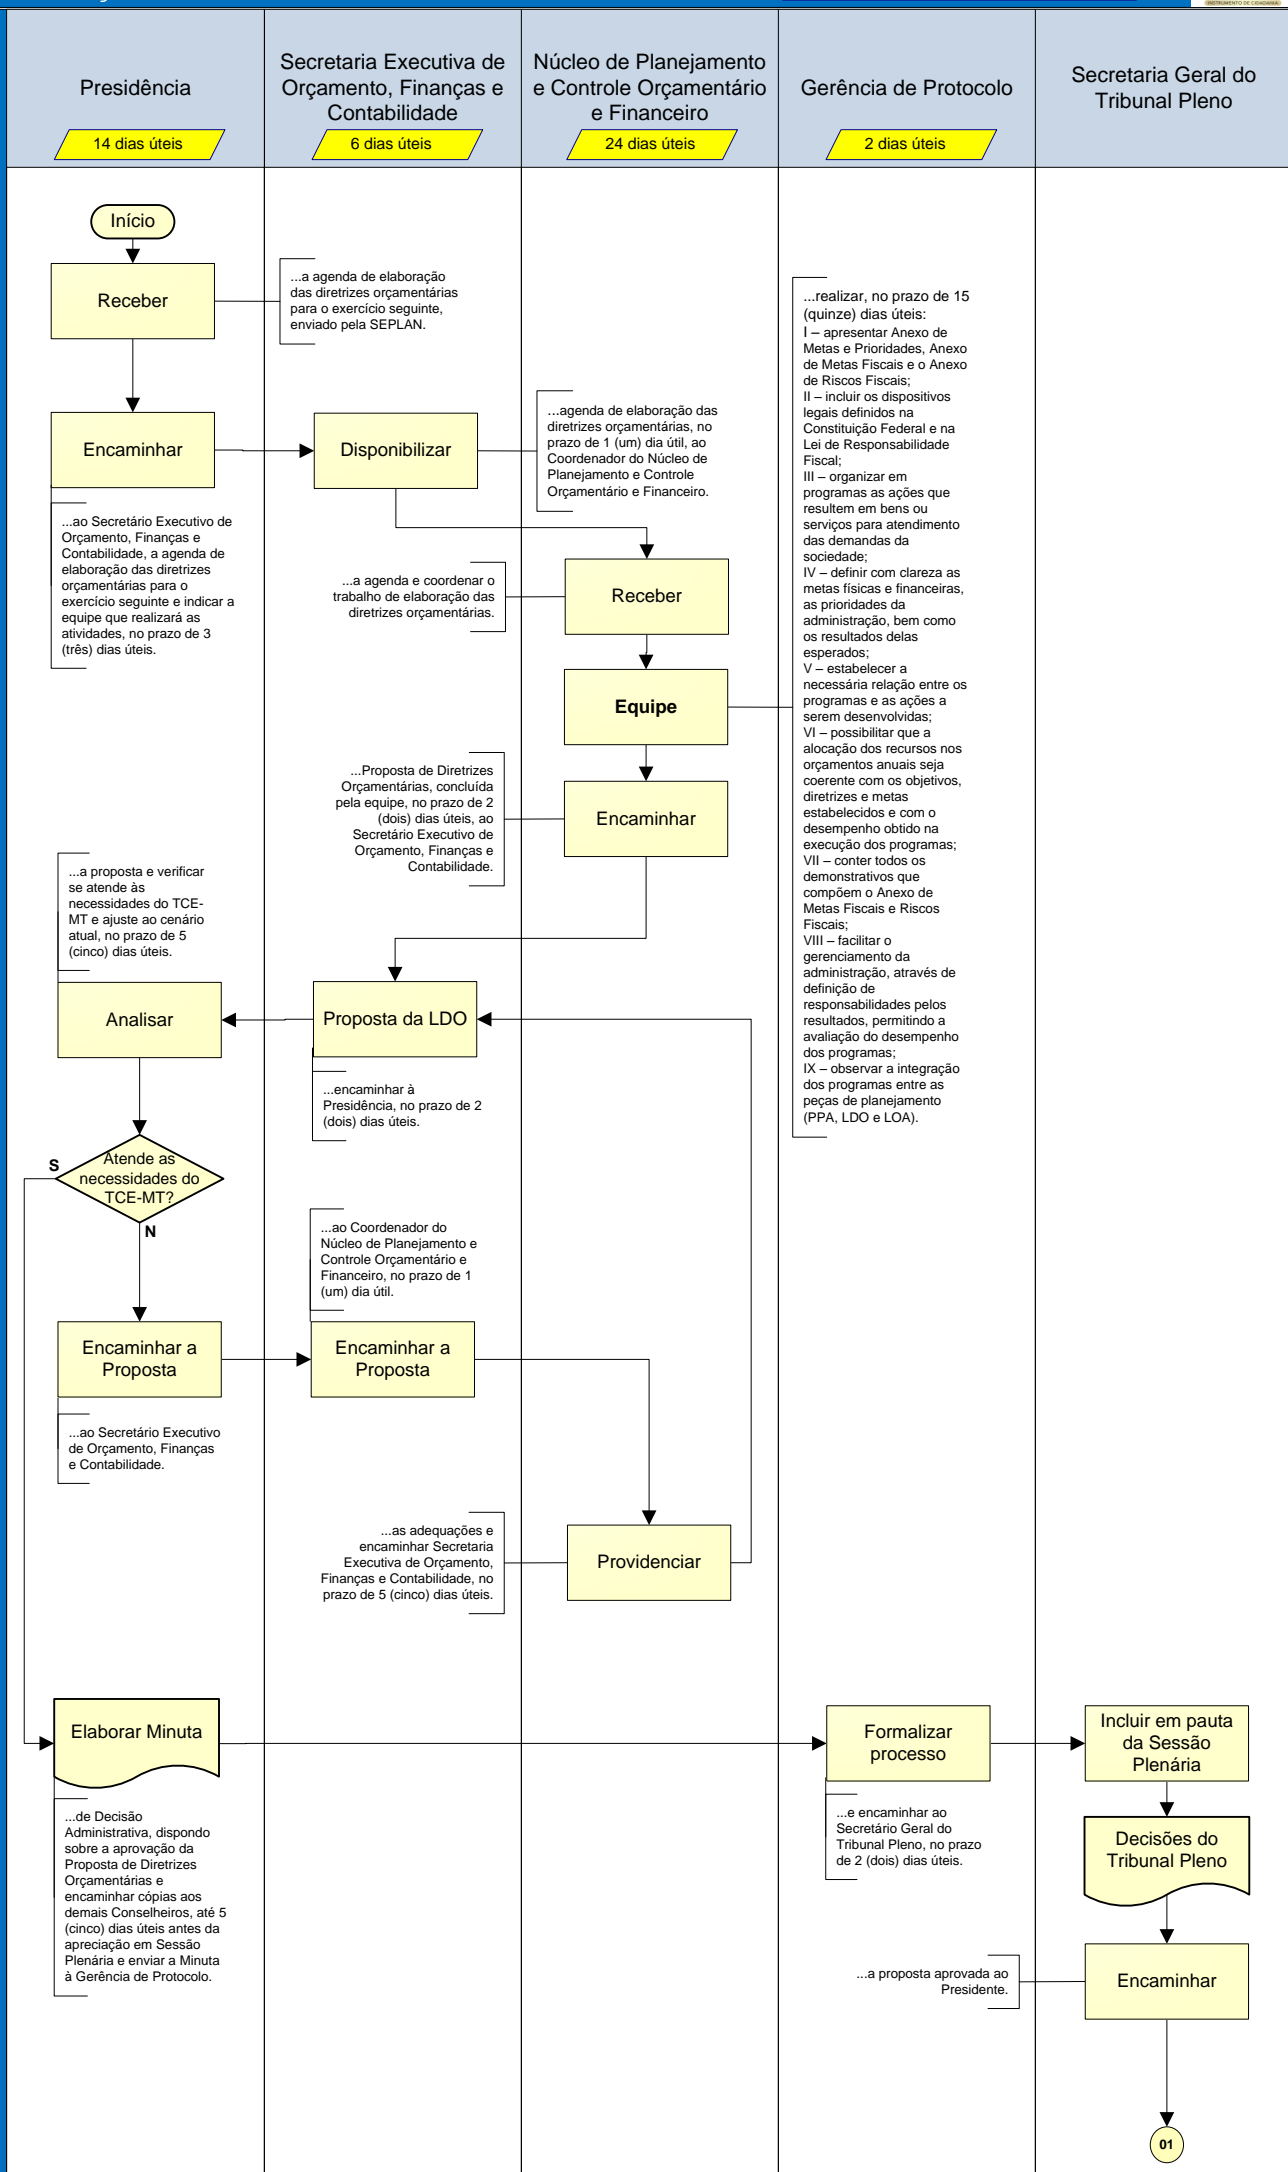 INSTRUMENTO DE CIDADANIA
Presidência
14 dias úteis
Secretaria Executiva de
Orçamento, Finanças e
Contabilidade
6 dias úteis
Núcleo de Planejamento
e Controle Orçamentário
e Financeiro
24 dias úteis
Gerência de Protocolo
2 dias úteis
Secretaria Geral do
Tribunal Pleno
Início
Receber
...a agenda de elaboração
das diretrizes orçamentárias
para o exercício seguinte,
enviado pela SEPLAN.
Encaminhar
...ao Secretário Executivo de
Orçamento, Finanças e
Contabilidade, a agenda de
elaboração das diretrizes
orçamentárias para o
exercício seguinte e indicar a
equipe que realizará as
atividades, no prazo de 3
(três) dias úteis.
Disponibilizar
...agenda de elaboração das
diretrizes orçamentárias, no
prazo de 1 (um) dia útil, ao
Coordenador do Núcleo de
Planejamento e Controle
Orçamentário e Financeiro.
Receber
...a agenda e coordenar o
trabalho de elaboração das
diretrizes orçamentárias.
Equipe
...realizar, no prazo de 15
(quinze) dias úteis:
I – apresentar Anexo de
Metas e Prioridades, Anexo
de Metas Fiscais e o Anexo
de Riscos Fiscais;
II – incluir os dispositivos
legais definidos na
Constituição Federal e na
Lei de Responsabilidade
Fiscal;
III – organizar em
programas as ações que
resultem em bens ou
serviços para atendimento
das demandas da
sociedade;
IV – definir com clareza as
metas físicas e financeiras,
as prioridades da
administração, bem como
os resultados delas
esperados;
V – estabelecer a
necessária relação entre os
programas e as ações a
serem desenvolvidas;
VI – possibilitar que a
alocação dos recursos nos
orçamentos anuais seja
coerente com os objetivos,
diretrizes e metas
estabelecidos e com o
desempenho obtido na
execução dos programas;
VII – conter todos os
demonstrativos que
compõem o Anexo de
Metas Fiscais e Riscos
Fiscais;
VIII – facilitar o
gerenciamento da
administração, através de
definição de
responsabilidades pelos
resultados, permitindo a
avaliação do desempenho
dos programas;
IX – observar a integração
dos programas entre as
peças de planejamento
(PPA, LDO e LOA).
Encaminhar
...Proposta de Diretrizes
Orçamentárias, concluída
pela equipe, no prazo de 2
(dois) dias úteis, ao
Secretário Executivo de
Orçamento, Finanças e
Contabilidade.
...a proposta e verificar
se atende às
necessidades do TCE-
MT e ajuste ao cenário
atual, no prazo de 5
(cinco) dias úteis.
Analisar
Proposta da LDO
...encaminhar à
Presidência, no prazo de 2
(dois) dias úteis.
S
Atende as
necessidades do
TCE-MT?
N
...ao Coordenador do
Núcleo de Planejamento e
Controle Orçamentário e
Financeiro, no prazo de 1
(um) dia útil.
Encaminhar a
Proposta
Encaminhar a
Proposta
...ao Secretário Executivo
de Orçamento, Finanças
e Contabilidade.
...as adequações e
encaminhar Secretaria
Executiva de Orçamento,
Finanças e Contabilidade, no
prazo de 5 (cinco) dias úteis.
Providenciar
Elaborar Minuta
...de Decisão
Administrativa, dispondo
sobre a aprovação da
Proposta de Diretrizes
Orçamentárias e
encaminhar cópias aos
demais Conselheiros, até 5
(cinco) dias úteis antes da
apreciação em Sessão
Plenária e enviar a Minuta
à Gerência de Protocolo.
Formalizar
processo
...e encaminhar ao
Secretário Geral do
Tribunal Pleno, no prazo
de 2 (dois) dias úteis.
Incluir em pauta
da Sessão
Plenária
Decisões do
Tribunal Pleno
Encaminhar
...a proposta aprovada ao
Presidente.
01